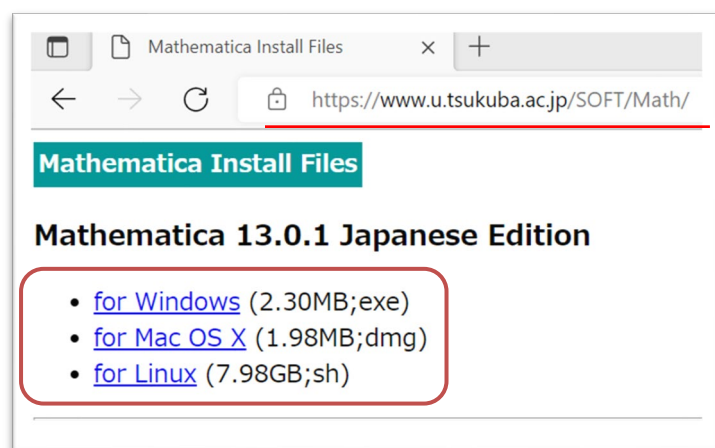 Mathematica Install Files
https://www.u.tsukuba.ac.jp/SOFT/Math/
Mathematica Install Files
Mathematica 13.0.1 Japanese Edition
• for Windows (2.30MB;exe)
• for Mac OS X (1.98MB;dmg)
• for Linux (7.98GB;sh)